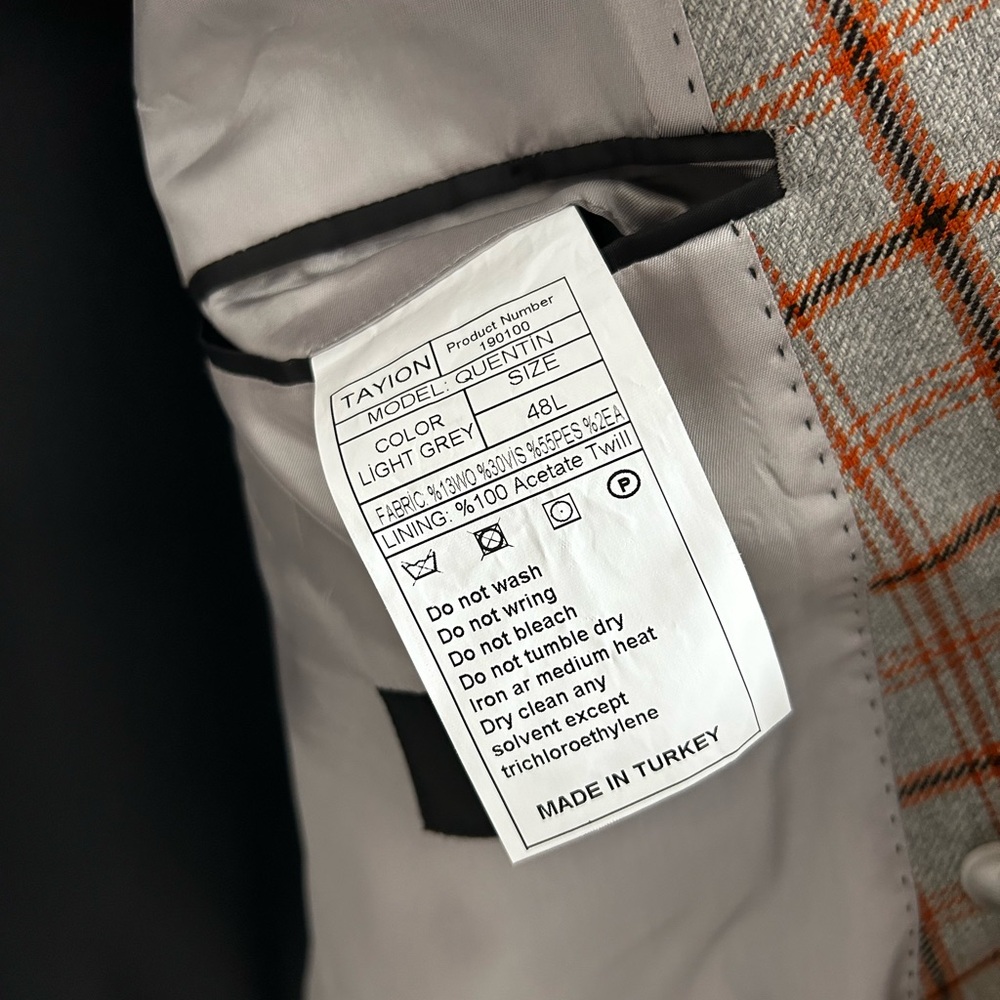 TAYION
Product Number
190100
MODEL: QUENTIN
COLOR
LiGHT GREY
SIZE
48L
FABRİC: %13WO %30VIS %55PES %2EA
LINING: %100 Acetate Twill
P
Do not wash
Do not wring
Do not bleach
Do not tumble dry
Iron ar medium heat
Dry clean any
solvent except
trichloroethylene
MADE IN TURKEY